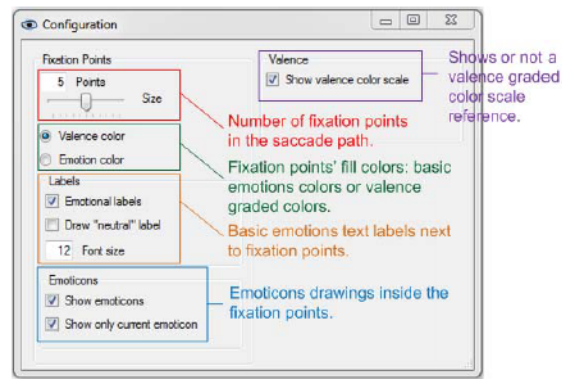 Configuration
Fixation Points
5 Points
Size
Valence color
Emotion color
Labels
Emotional labels
Draw "neutral" label
12 Font size
Emoticons
Show emoticons
Show only current emoticon
Valence
Show valence color scale
Shows or not a
valence graded
color scale
reference.
Number of fixation points
in the saccade path.
Fixation points' fill colors: basic
emotions colors or valence
graded colors.
Basic emotions text labels next
to fixation points.
Emoticons drawings inside the
fixation points.